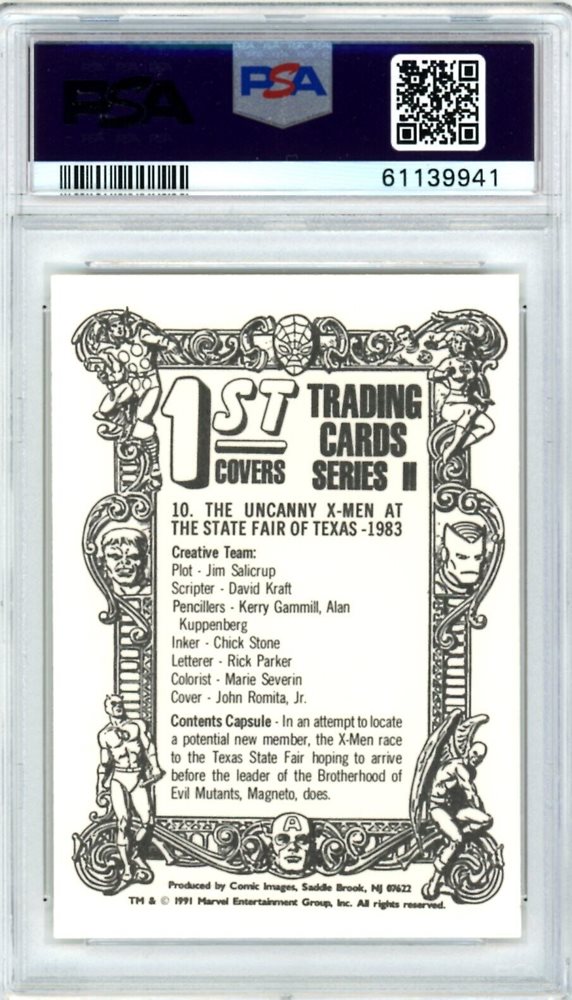 PSA
PSA
61139941
1ST
COVERS
TRADING
CARDS
SERIES II
10. THE UNCANNY X-MEN AT
THE STATE FAIR OF TEXAS -1983
Creative Team:
Plot - Jim Salicrup
Scripter - David Kraft
Pencillers - Kerry Gammill, Alan
Kuppenberg
Inker - Chick Stone
Letterer - Rick Parker
Colorist - Marie Severin
Cover - John Romita, Jr.
Contents Capsule - In an attempt to locate
a potential new member, the X-Men race
to the Texas State Fair hoping to arrive
before the leader of the Brotherhood of
Evil Mutants, Magneto, does.
A
Produced by Comic Images, Saddle Brook, NJ 07622
TM & © 1991 Marvel Entertainment Group, Inc. All rights reserved.